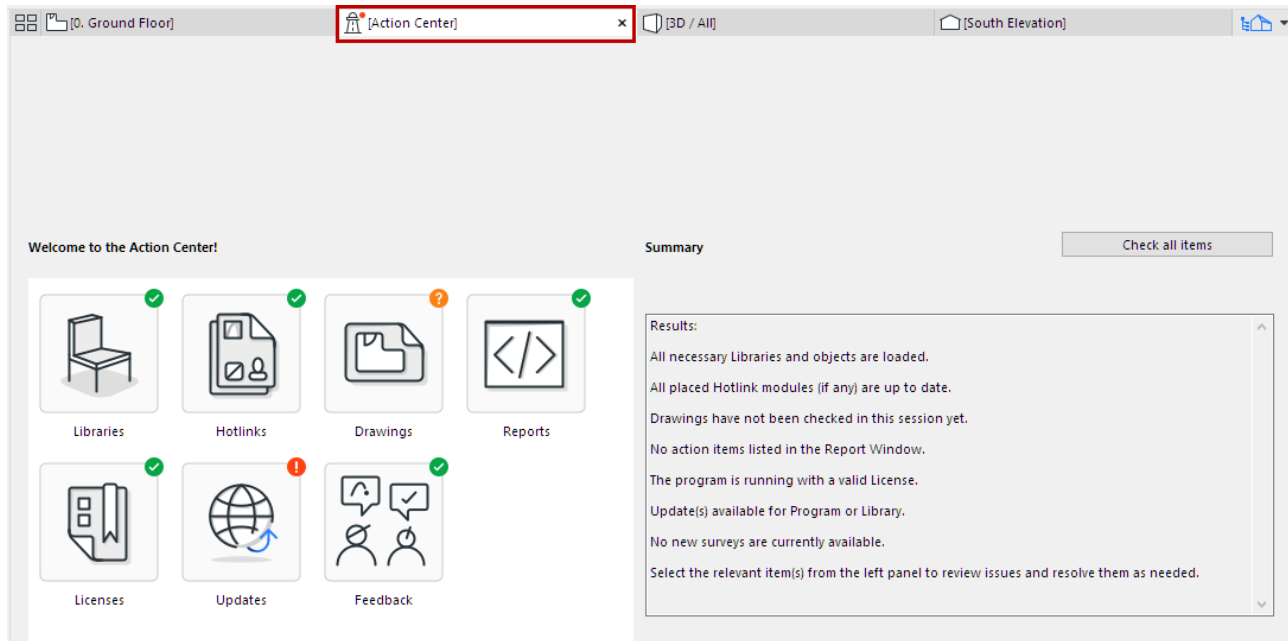 [0. Ground Floor]
[Action Center]
[3D / All]
[South Elevation]
Welcome to the Action Center!
Libraries
Hotlinks
Drawings
Reports
Licenses
Updates
Feedback
Summary
Check all items
Results:
All necessary Libraries and objects are loaded.
All placed Hotlink modules (if any) are up to date.
Drawings have not been checked in this session yet.
No action items listed in the Report Window.
The program is running with a valid License.
Update(s) available for Program or Library.
No new surveys are currently available.
Select the relevant item(s) from the left panel to review issues and resolve them as needed.